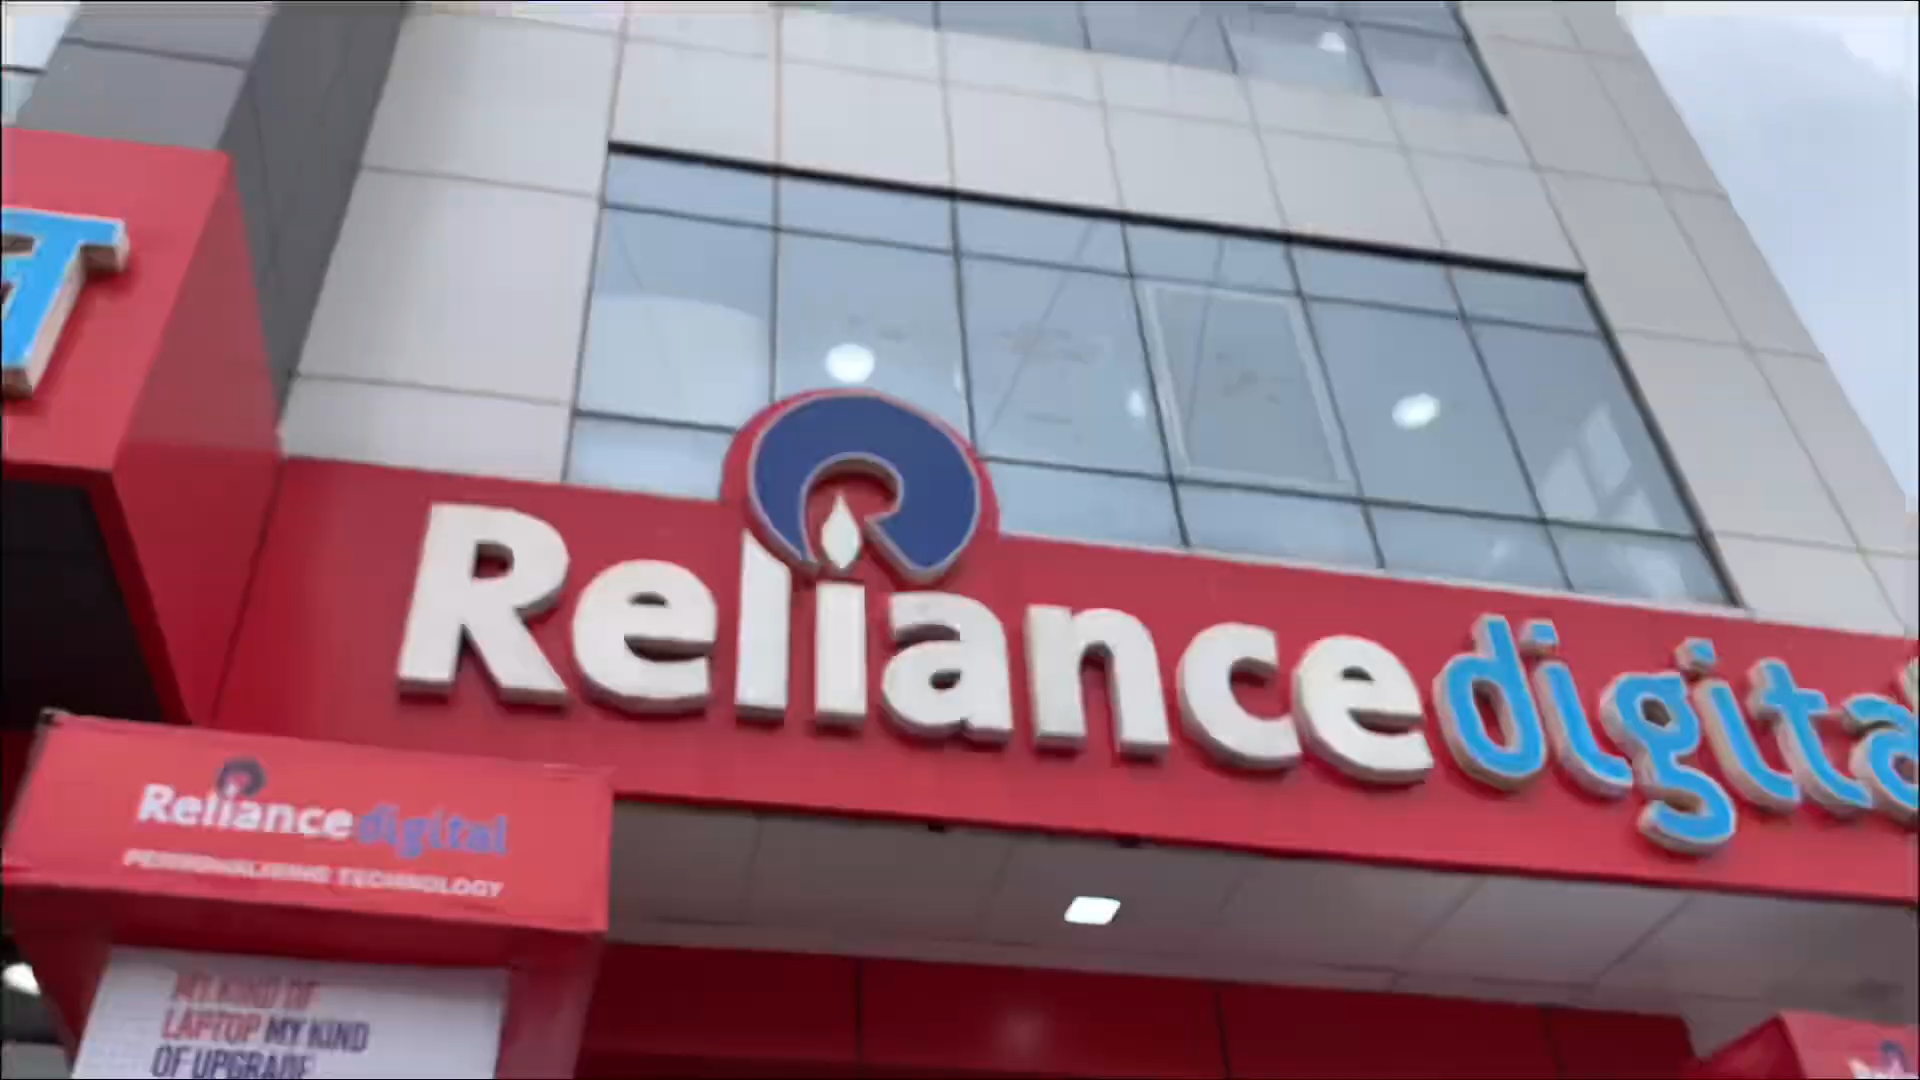 Reliance digital
Reliance digital
PERSONALISING TECHNOLOGY
MY KIND OF
LAPTOP MY KIND
OF UPGRADE